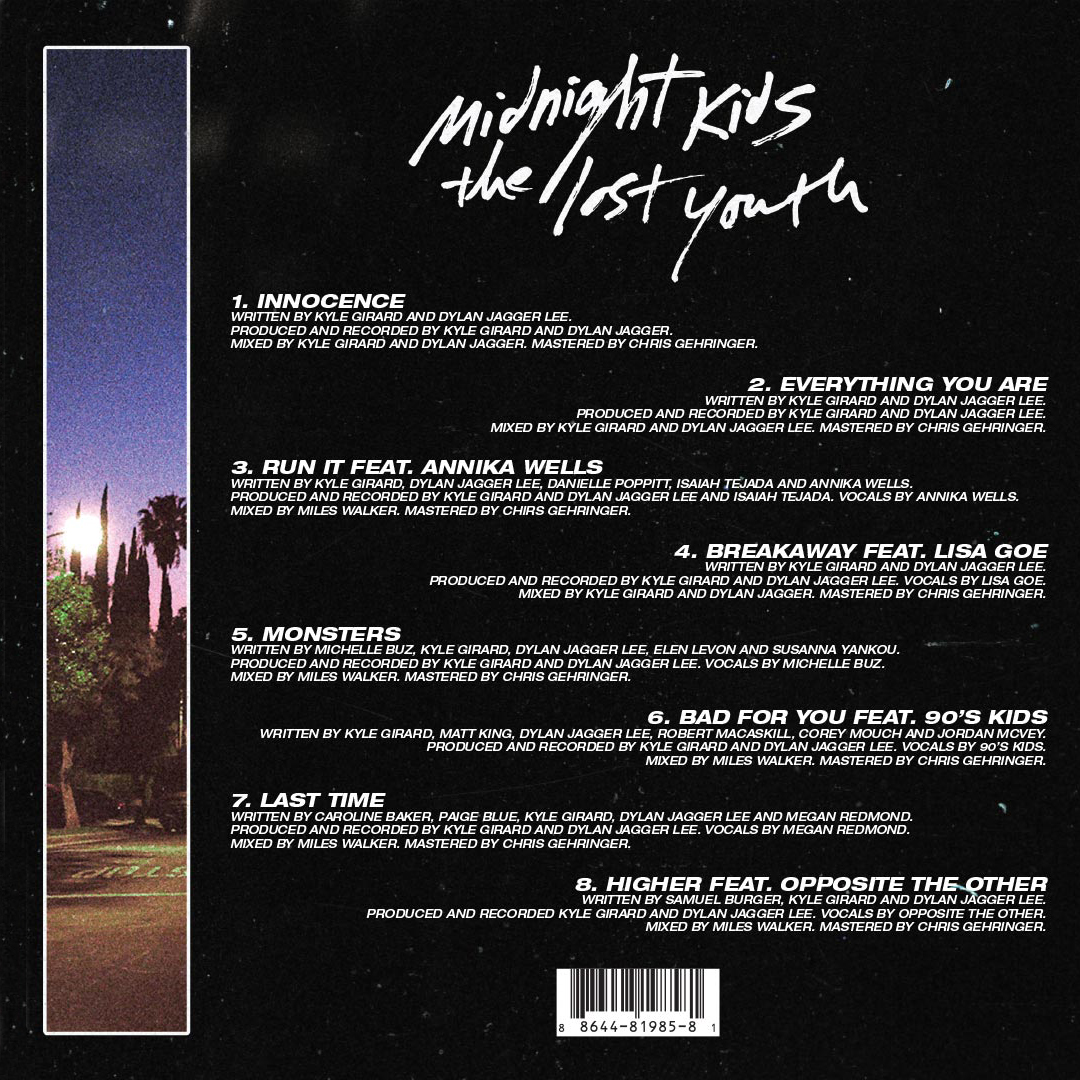 Midnight Kids
the lost youth
1. INNOCENCE
WRITTEN BY KYLE GIRARD AND DYLAN JAGGER LEE.
PRODUCED AND RECORDED BY KYLE GIRARD AND DYLAN JAGGER.
MIXED BY KYLE GIRARD AND DYLAN JAGGER. MASTERED BY CHRIS GEHRINGER.
2. EVERYTHING YOU ARE
WRITTEN BY KYLE GIRARD AND DYLAN JAGGER LEE.
PRODUCED AND RECORDED BY KYLE GIRARD AND DYLAN JAGGER LEE.
MIXED BY KYLE GIRARD AND DYLAN JAGGER LEE. MASTERED BY CHRIS GEHRINGER.
3. RUN IT FEAT. ANNIKA WELLS
WRITTEN BY KYLE GIRARD, DYLAN JAGGER LEE, DANIELLE POPPITT, ISAIAH TEJADA AND ANNIKA WELLS.
PRODUCED AND RECORDED BY KYLE GIRARD AND DYLAN JAGGER LEE AND ISAIAH TEJADA. VOCALS BY ANNIKA WELLS.
MIXED BY MILES WALKER. MASTERED BY CHIRS GEHRINGER.
4. BREAKAWAY FEAT. LISA GOE
WRITTEN BY KYLE GIRARD AND DYLAN JAGGER LEE.
PRODUCED AND RECORDED BY KYLE GIRARD AND DYLAN JAGGER LEE. VOCALS BY LISA GOE.
MIXED BY KYLE GIRARD AND DYLAN JAGGER. MASTERED BY CHRIS GEHRINGER.
5. MONSTERS
WRITTEN BY MICHELLE BUZ, KYLE GIRARD, DYLAN JAGGER LEE, ELEN LEVON AND SUSANNA YANKOU.
PRODUCED AND RECORDED BY KYLE GIRARD AND DYLAN JAGGER LEE. VOCALS BY MICHELLE BUZ.
MIXED BY MILES WALKER. MASTERED BY CHRIS GEHRINGER.
6. BAD FOR YOU FEAT. 90'S KIDS
WRITTEN BY KYLE GIRARD, MATT KING, DYLAN JAGGER LEE, ROBERT MACASKILL, COREY MOUCH AND JORDAN MCVEY.
PRODUCED AND RECORDED BY KYLE GIRARD AND DYLAN JAGGER LEE. VOCALS BY 90'S KIDS.
MIXED BY MILES WALKER. MASTERED BY CHRIS GEHRINGER.
7. LAST TIME
WRITTEN BY CAROLINE BAKER, PAIGE BLUE, KYLE GIRARD, DYLAN JAGGER LEE AND MEGAN REDMOND.
PRODUCED AND RECORDED BY KYLE GIRARD AND DYLAN JAGGER LEE. VOCALS BY MEGAN REDMOND.
MIXED BY MILES WALKER. MASTERED BY CHRIS GEHRINGER.
8. HIGHER FEAT. OPPOSITE THE OTHER
WRITTEN BY SAMUEL BURGER, KYLE GIRARD AND DYLAN JAGGER LEE.
PRODUCED AND RECORDED KYLE GIRARD AND DYLAN JAGGER LEE. VOCALS BY OPPOSITE THE OTHER.
MIXED BY MILES WALKER. MASTERED BY CHRIS GEHRINGER.
8 8644-81985-8 1